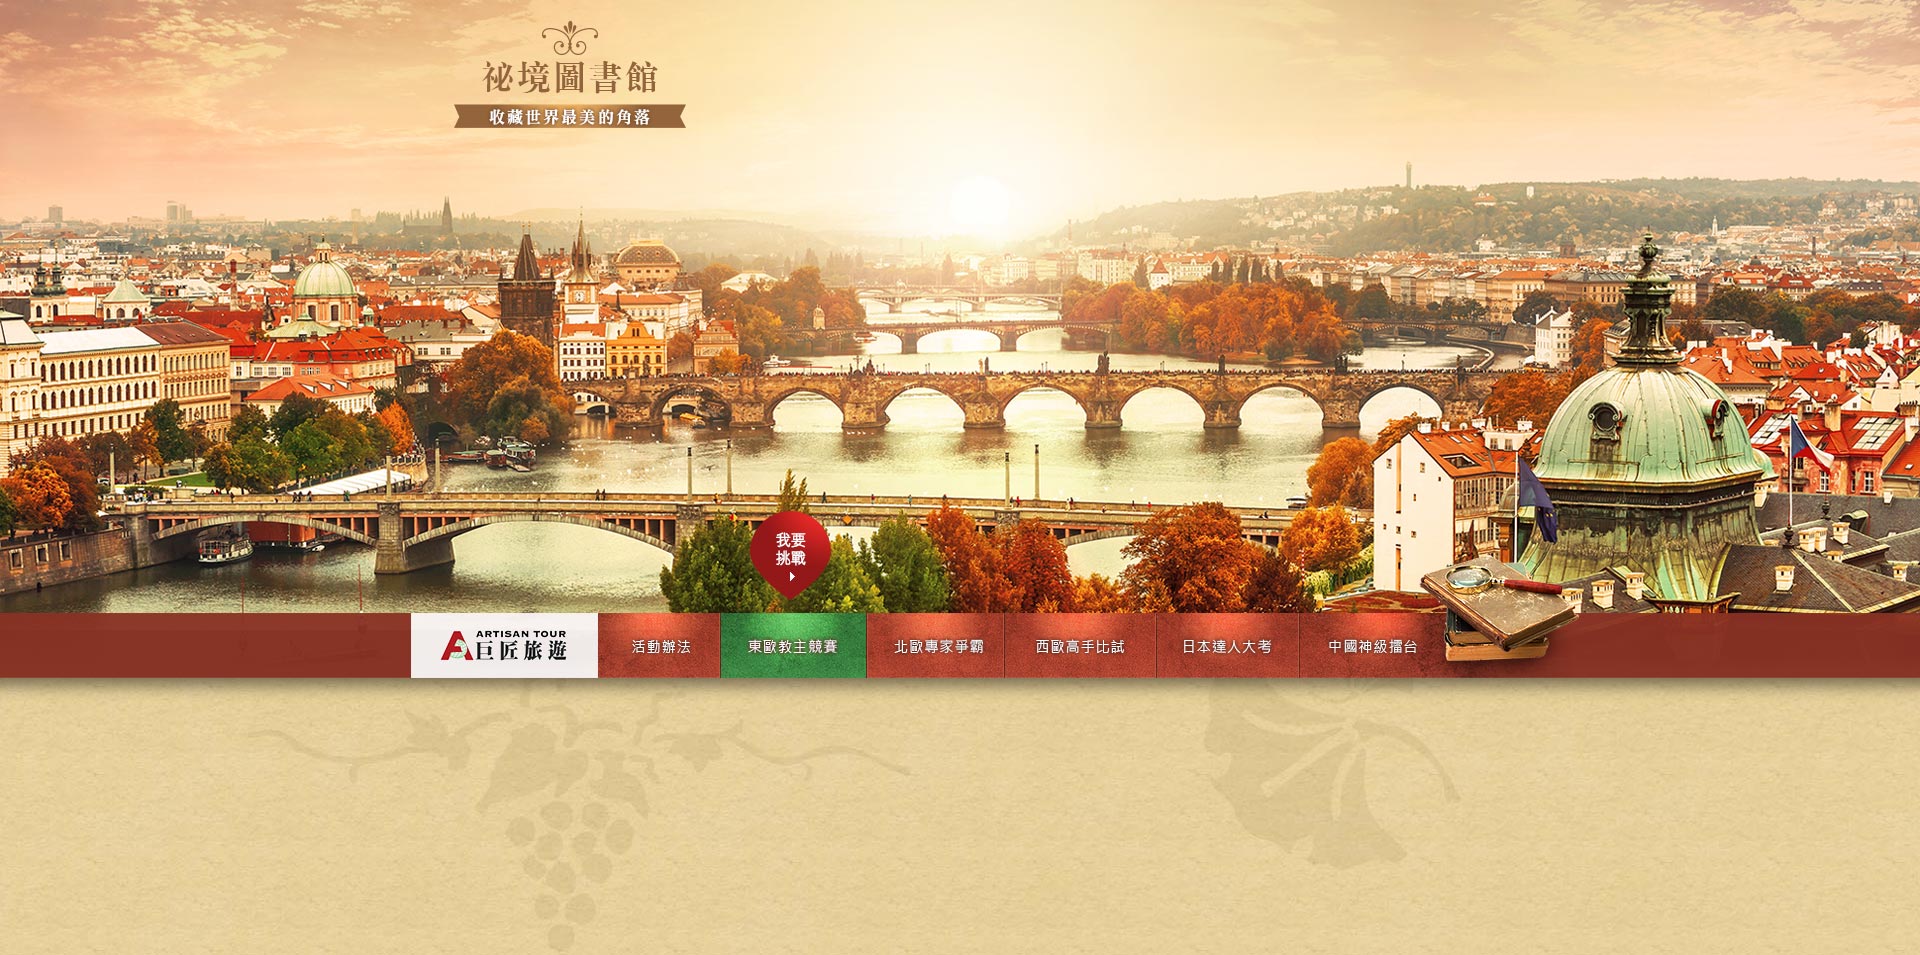 祕境圖書館
收藏世界最美的角落
我要
挑戰
ARTISAN TOUR
巨匠旅遊
活動辦法
東歐教主競賽
北歐專家爭霸
西歐高手比試
日本達人大考
中國神級擂台